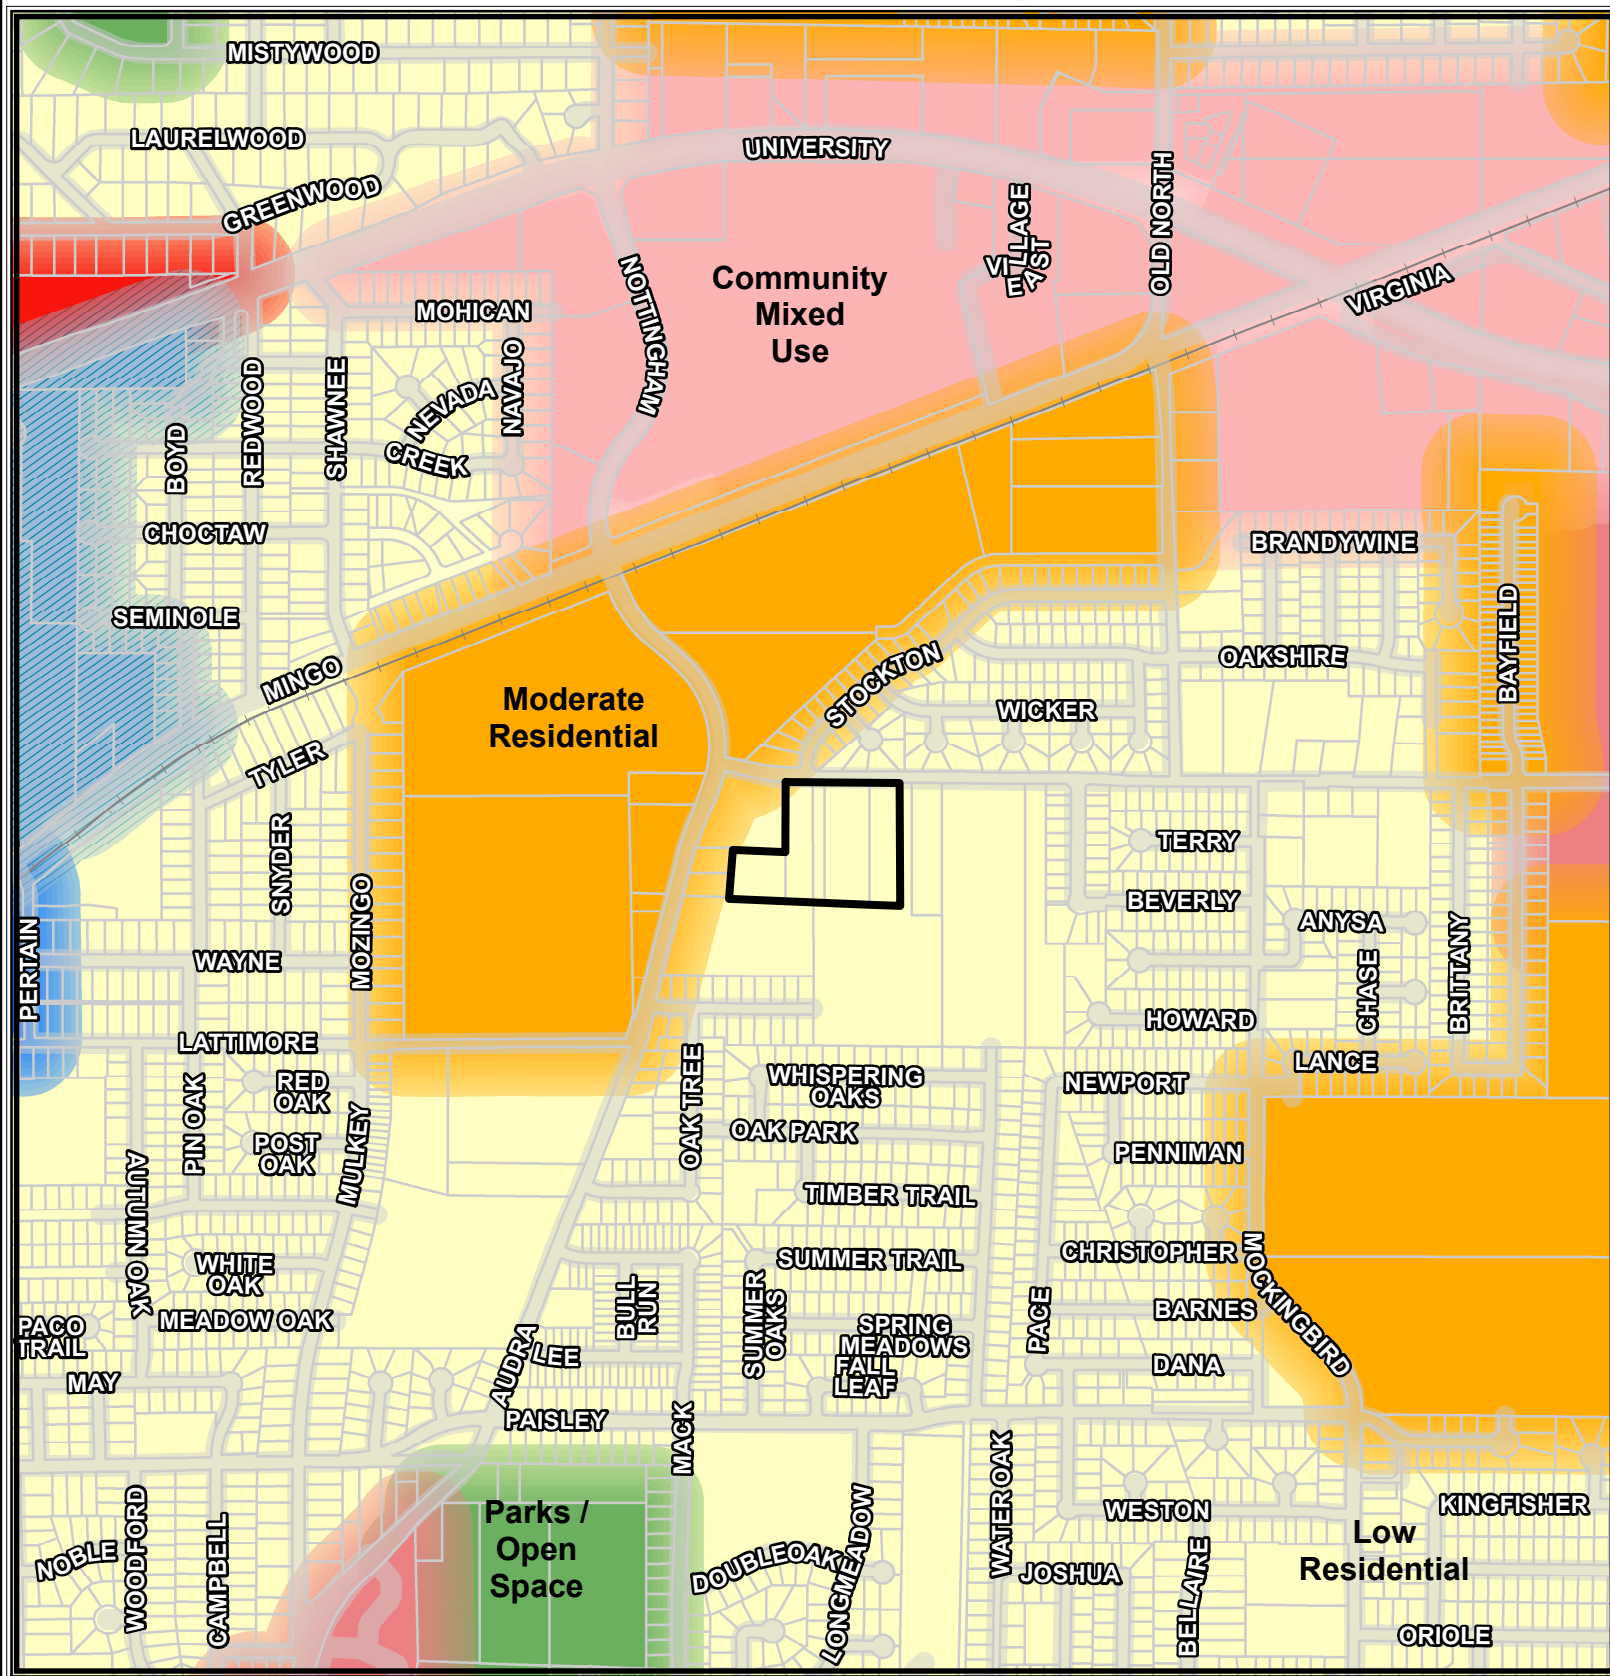 MISTYWOOD
LAURELWOOD
UNIVERSITY
GREENWOOD
OLD NORTH
VILLAGE
EAST
NOTTINGHAM
Community
Mixed
Use
VIRGINIA
MOHICAN
NAVAJO
NEVADA
CREEK
SHAWNEE
REDWOOD
BOYD
CHOCTAW
BRANDYWINE
SEMINOLE
BAYFIELD
OAKSHIRE
STOCKTON
MINGO
Moderate
Residential
WICKER
TYLER
SNYDER
TERRY
MOZINGO
BEVERLY
ANYSA
PERTAIN
WAYNE
CHASE
BRITTANY
HOWARD
LATTIMORE
LANCE
RED
OAK
PIN OAK
OAK TREE
WHISPERING
OAKS
NEWPORT
OAK PARK
POST
OAK
MULKEY
PENNIMAN
AUTUMN OAK
TIMBER TRAIL
WHITE
OAK
SUMMER TRAIL
CHRISTOPHER
MOCKINGBIRD
BULL
RUN
SUMMER
OAKS
PACE
BARNES
MEADOW OAK
PACO
TRAIL
SPRING
MEADOWS
AUDRA
LEE
FALL
LEAF
DANA
MAY
PAISLEY
MACK
WATER OAK
WOODFORD
CAMPBELL
NOBLE
Parks /
Open
Space
DOUBLEOAK
LONGMEADOW
WESTON
KINGFISHER
Low
Residential
JOSHUA
BELLAIRE
ORIOLE